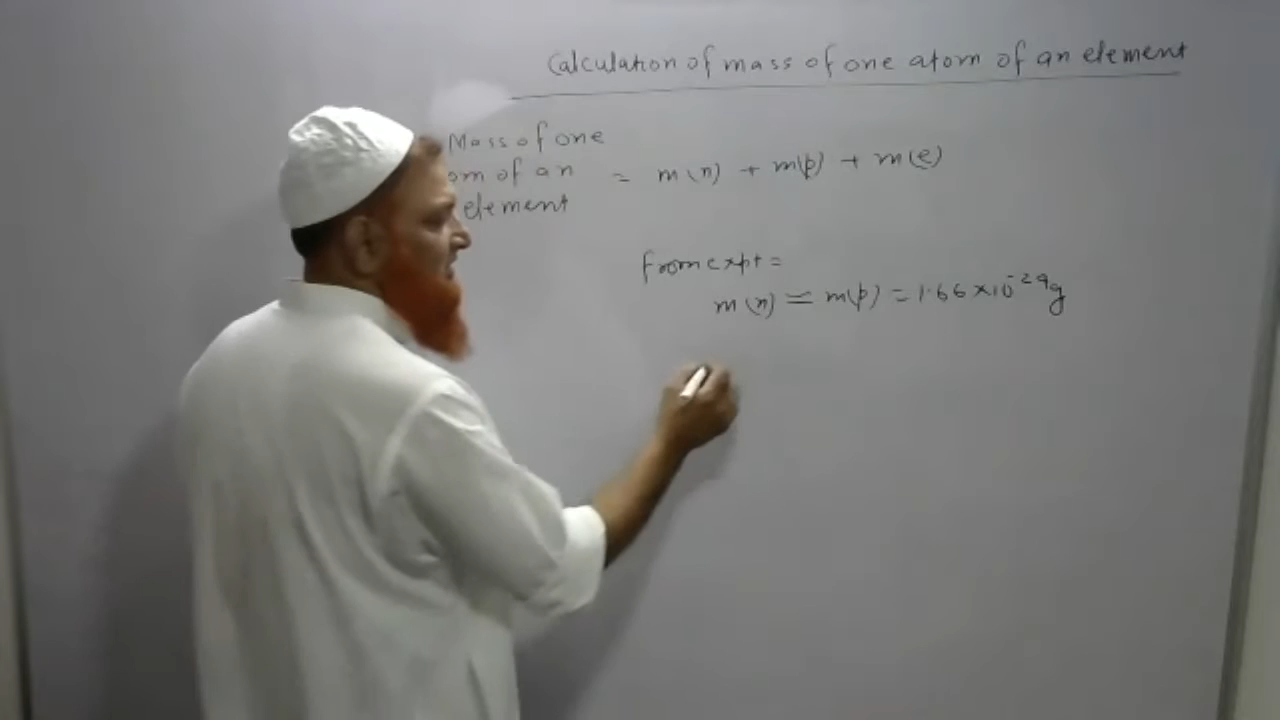 Calculation of mass of one atom of an element
Mass of one
om of an
element
= m(n) + m(p) + m(e)
From expt =
m(n) ≃ m(p) = 1.66 × 10⁻²⁴g